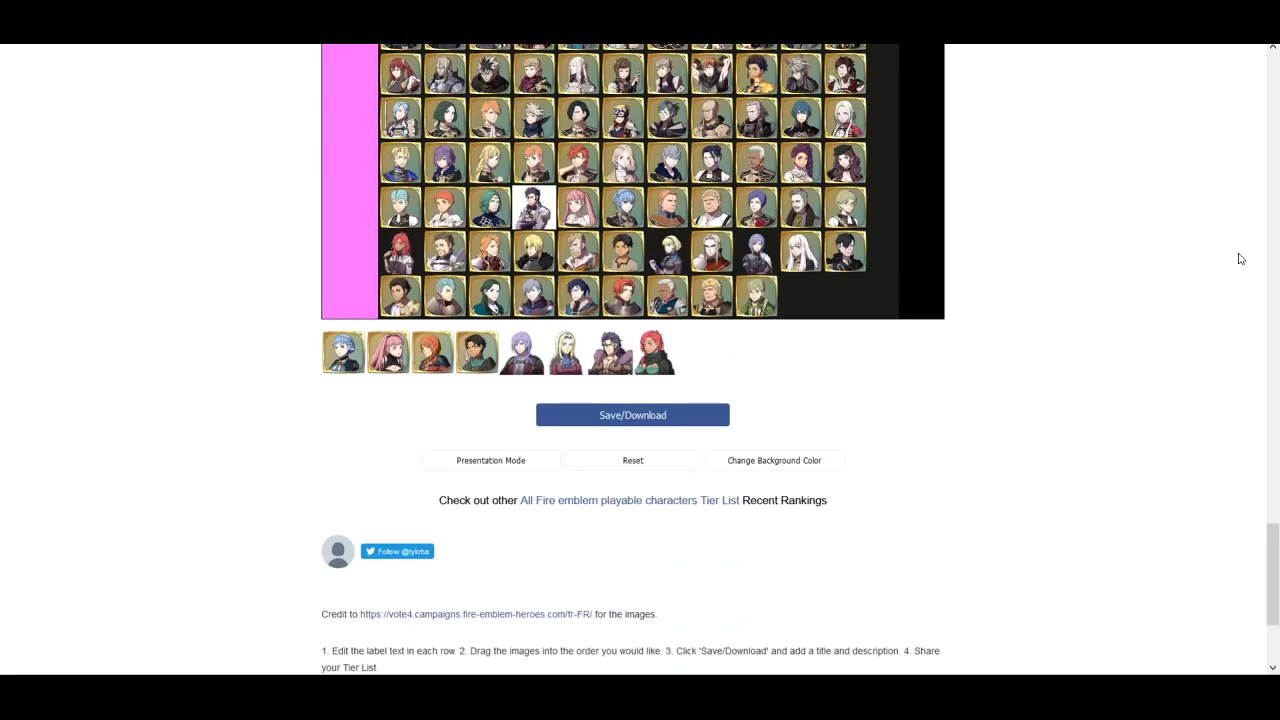 Save/Download
Presentation Mode
Reset
Change Background Color
Check out other All Fire emblem playable characters Tier List Recent Rankings
Follow @tykrha
Credit to https://vote4.campaigns.fire-emblem-heroes.com/fr-FR/ for the images.
1. Edit the label text in each row. 2. Drag the images into the order you would like. 3. Click 'Save/Download' and add a title and description. 4. Share
your Tier List.